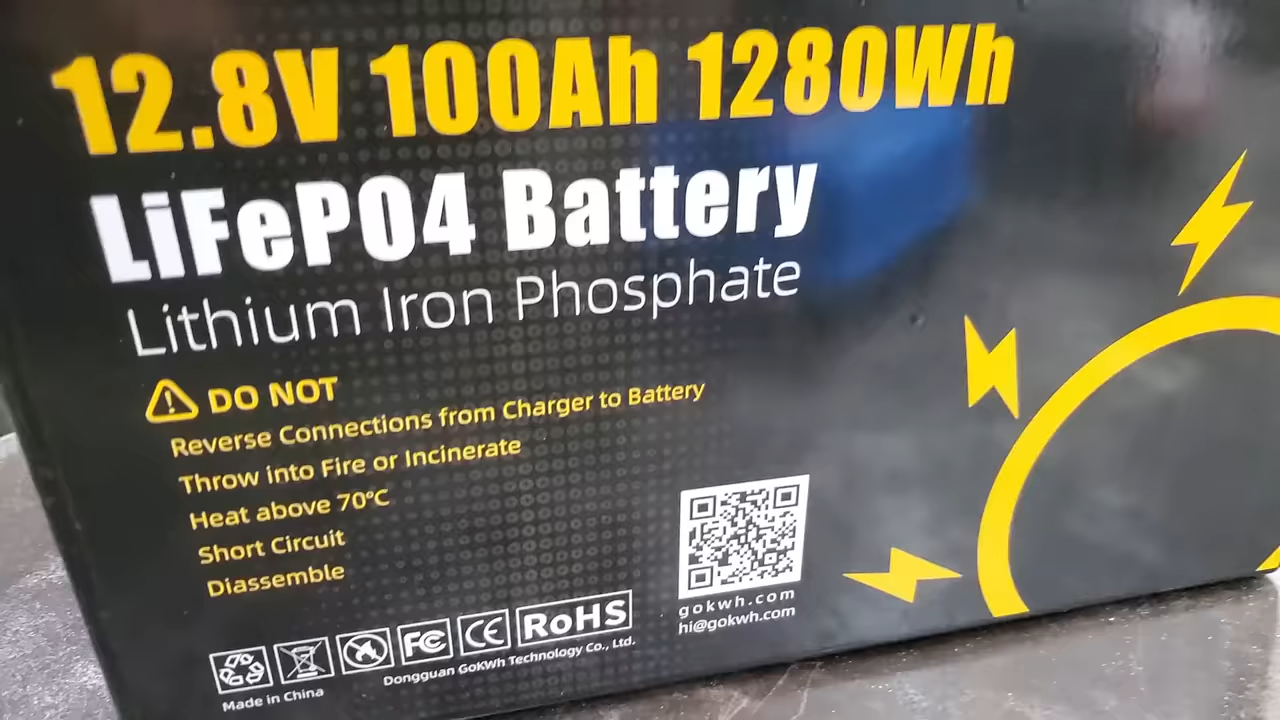 12.8V 100Ah 1280Wh
LiFePO4 Battery
Lithium Iron Phosphate
DO NOT
Reverse Connections from Charger to Battery
Throw into Fire or Incinerate
Heat above 70°C
Short Circuit
Diassemble
gokwh.com
hi@gokwh.com
FC CE RoHS
Made in China
Dongguan GoKWh Technology Co., Ltd.